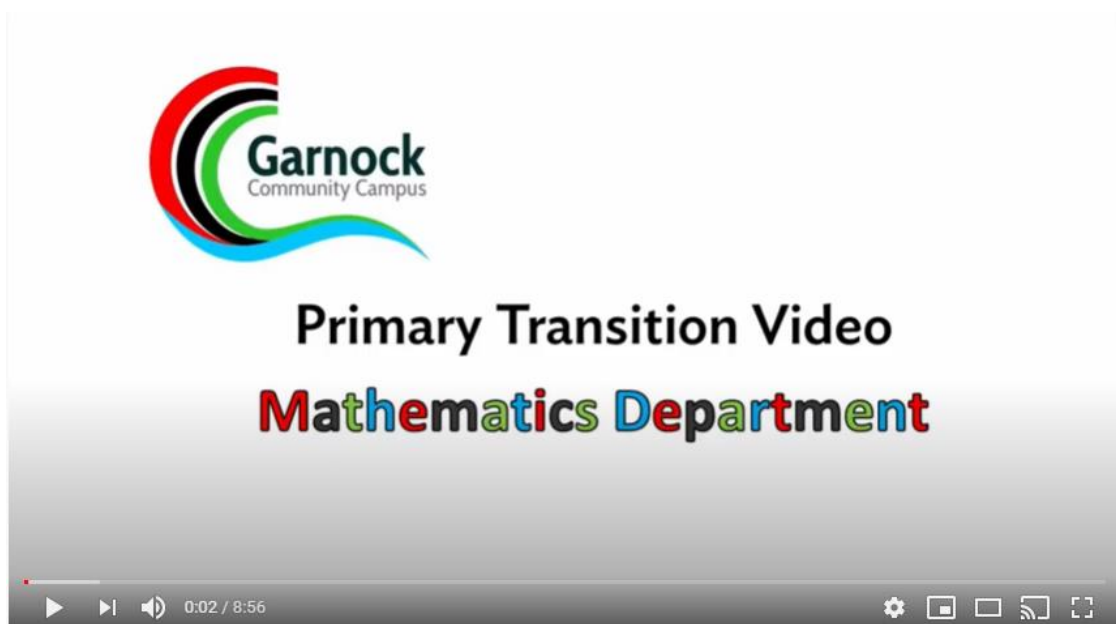 Garnock
Community Campus
Primary Transition Video
Mathematics Department
0:02 / 8:56